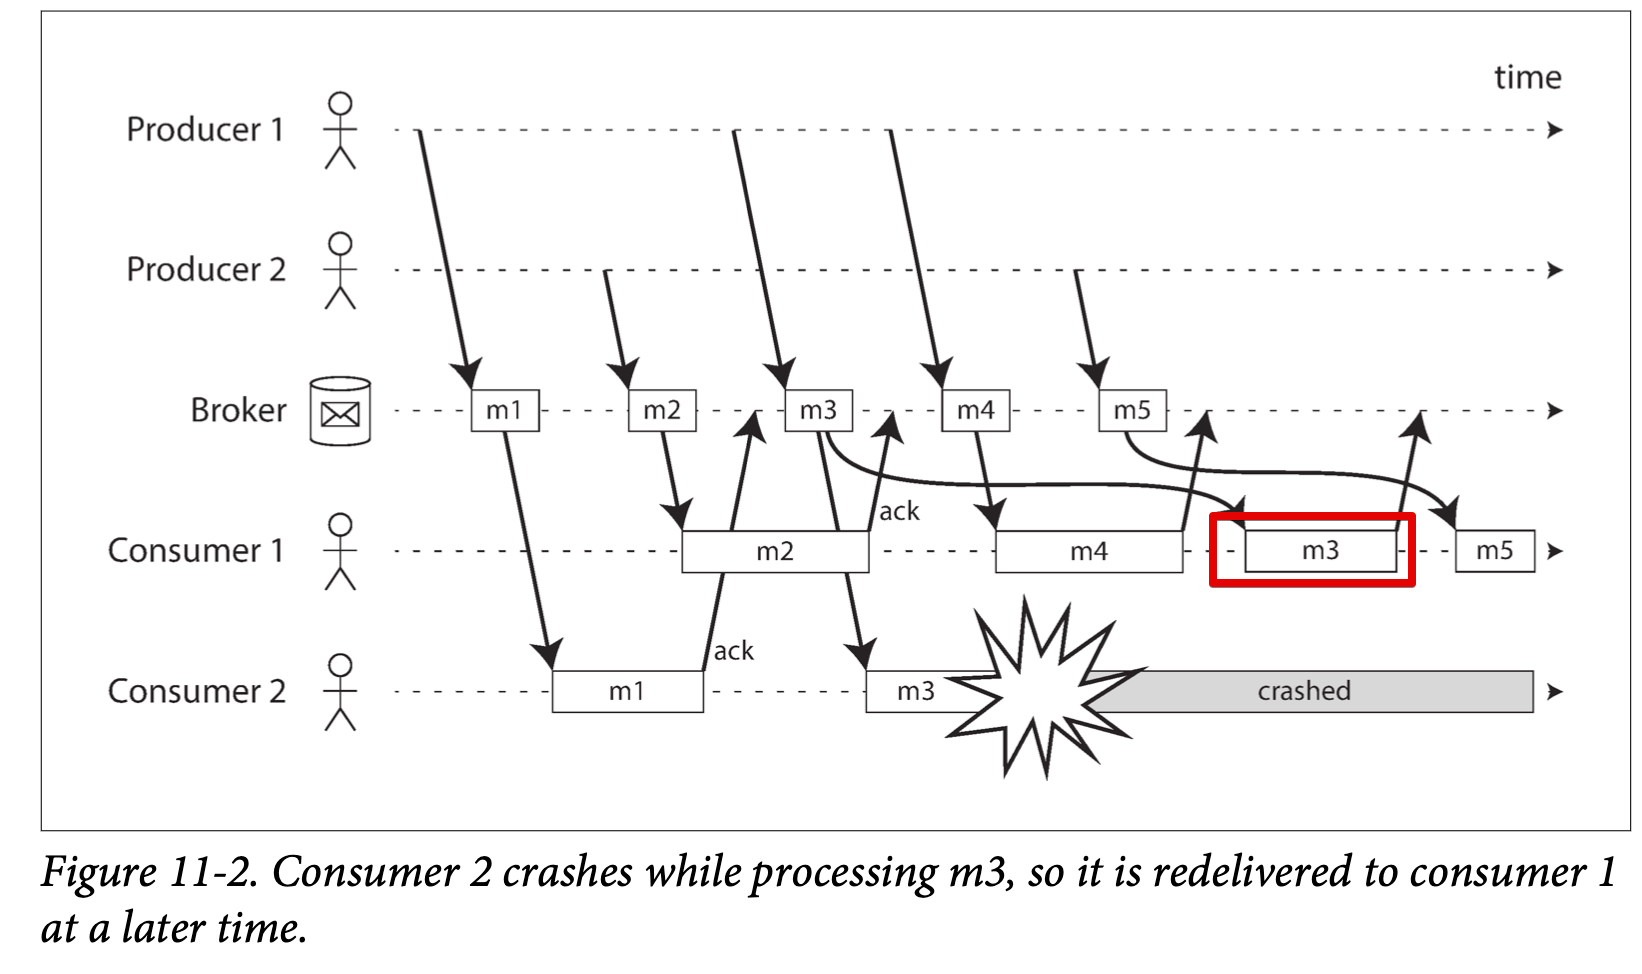 time
Producer 1
Producer 2
Broker
m1
m2
m3
m4
m5
ack
Consumer 1
m2
m4
m3
m5
ack
Consumer 2
m1
m3
crashed
Figure 11-2. Consumer 2 crashes while processing m3, so it is redelivered to consumer 1
at a later time.